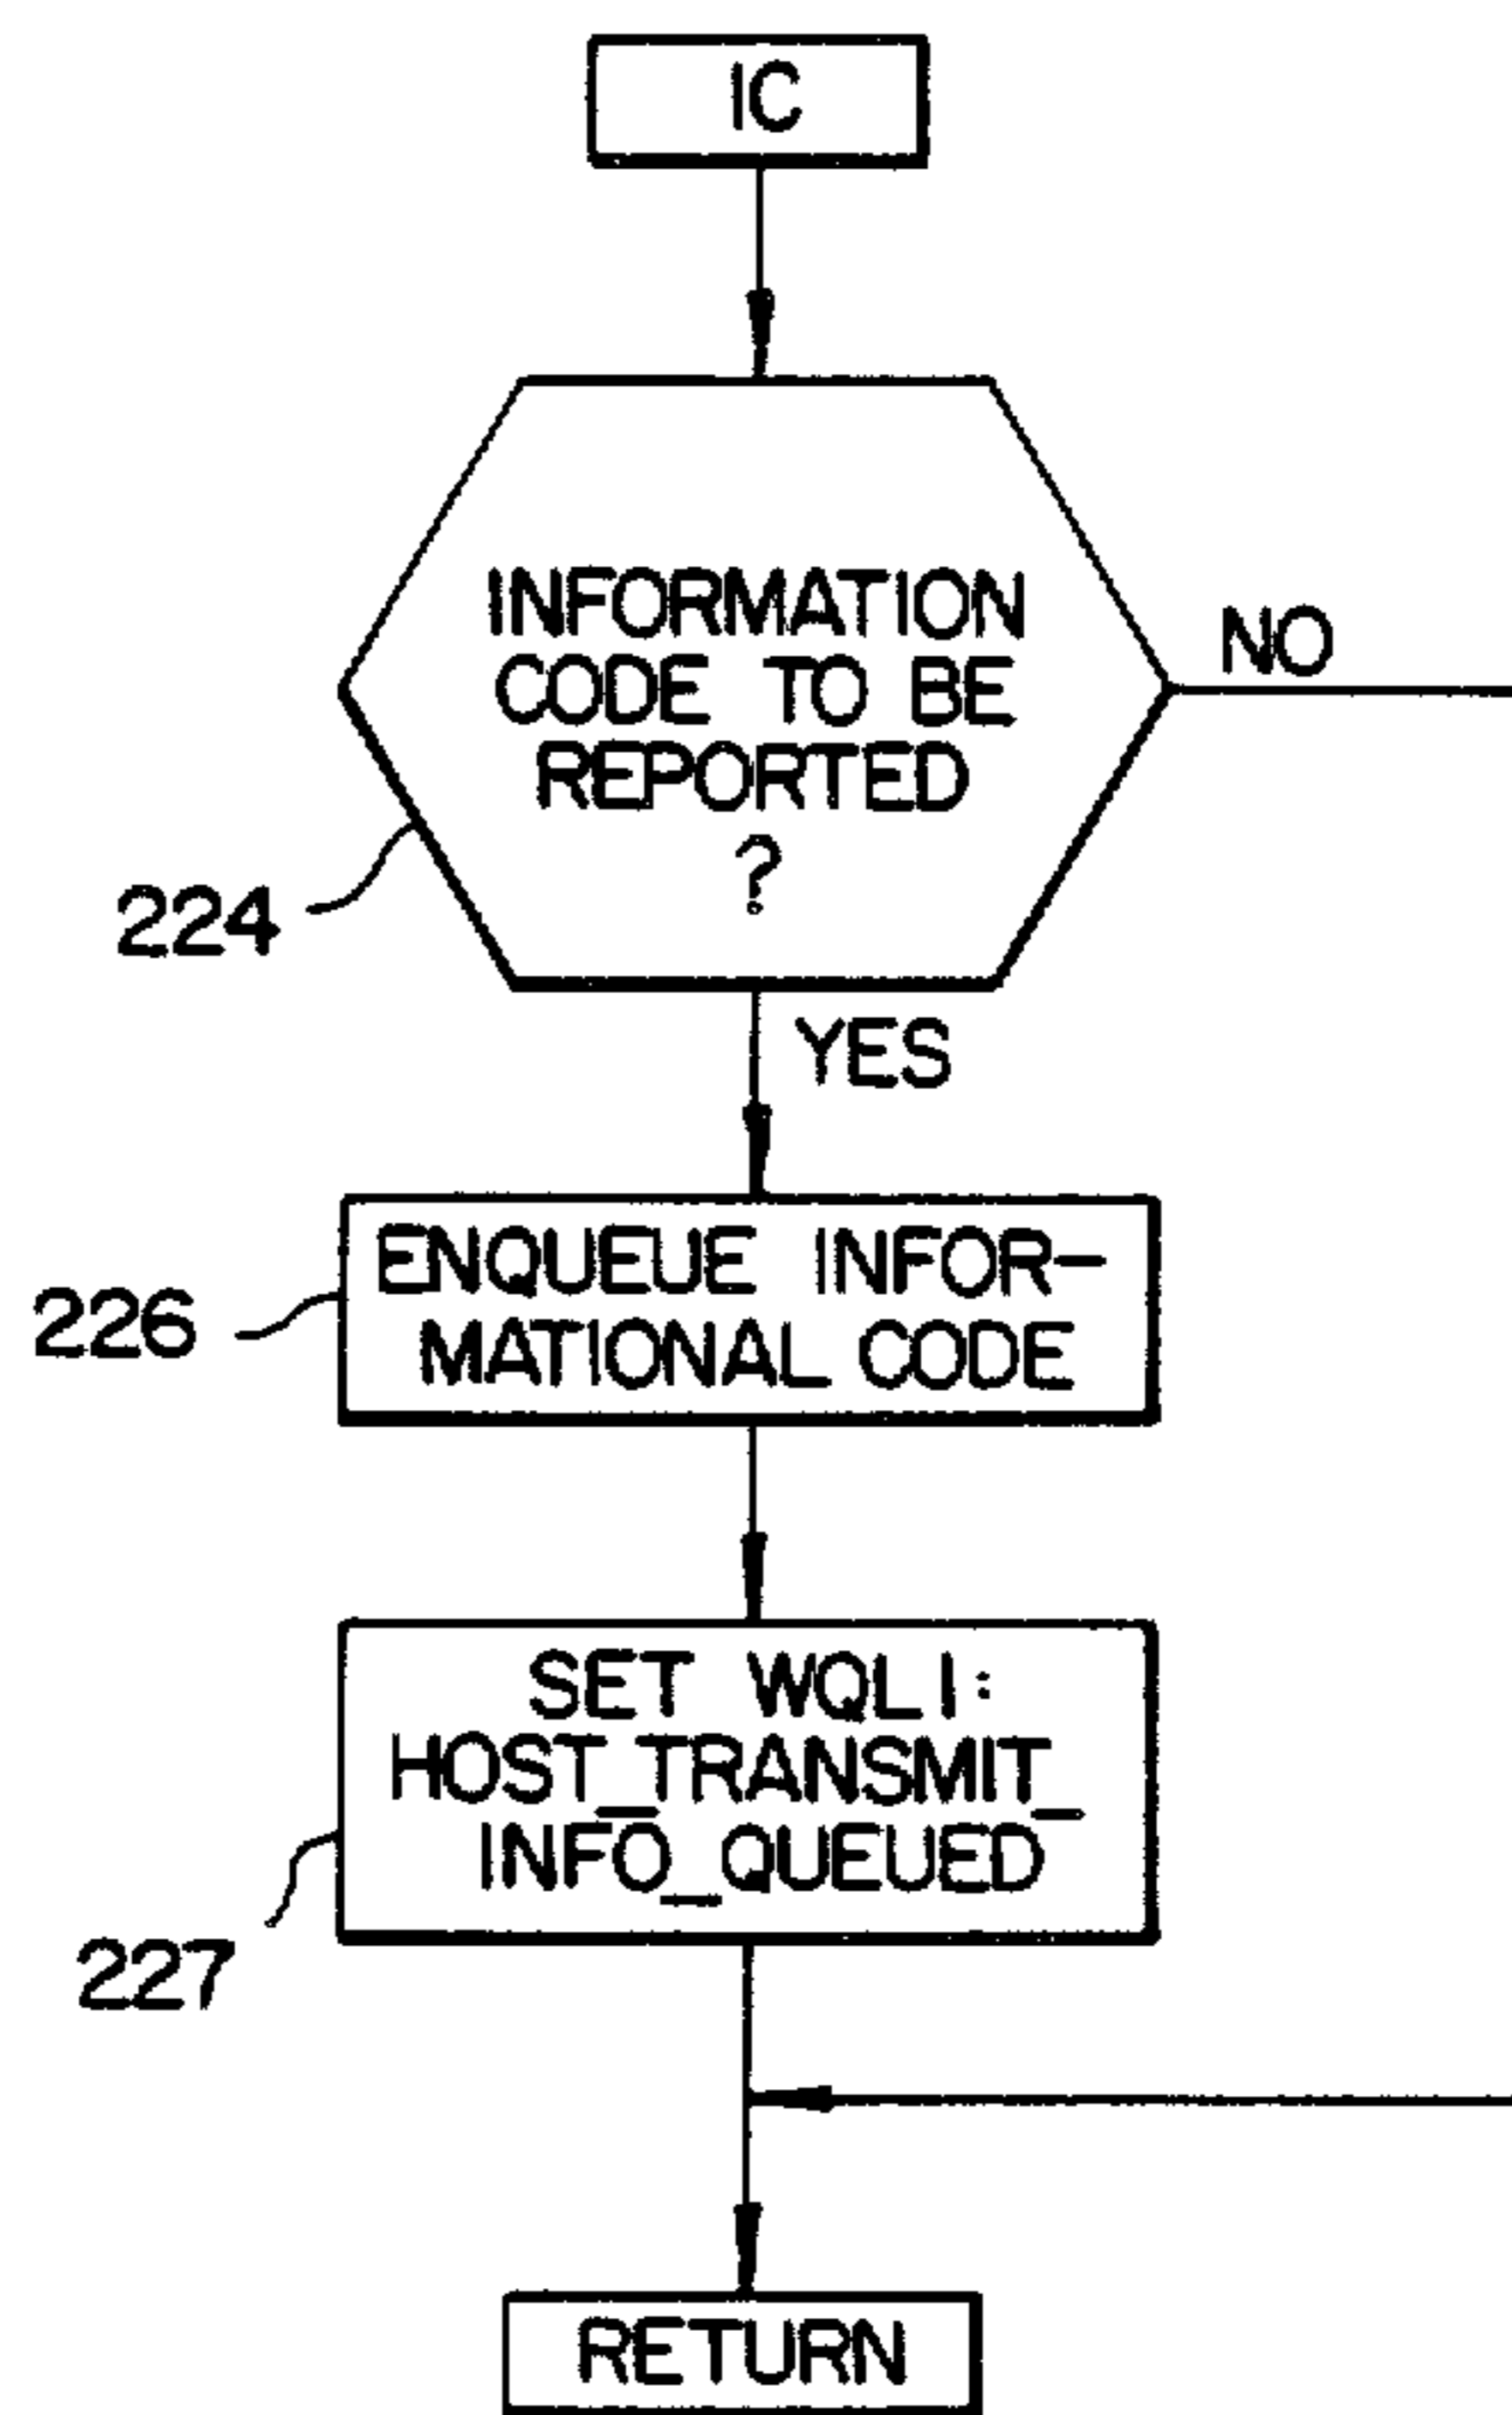 IC
INFORMATION
CODE TO BE
REPORTED
?
NO
224
YES
ENQUEUE INFOR-
MATIONAL CODE
226
SET WQL1:
HOST_TRANSMIT_
INFO_QUEUED
227
RETURN